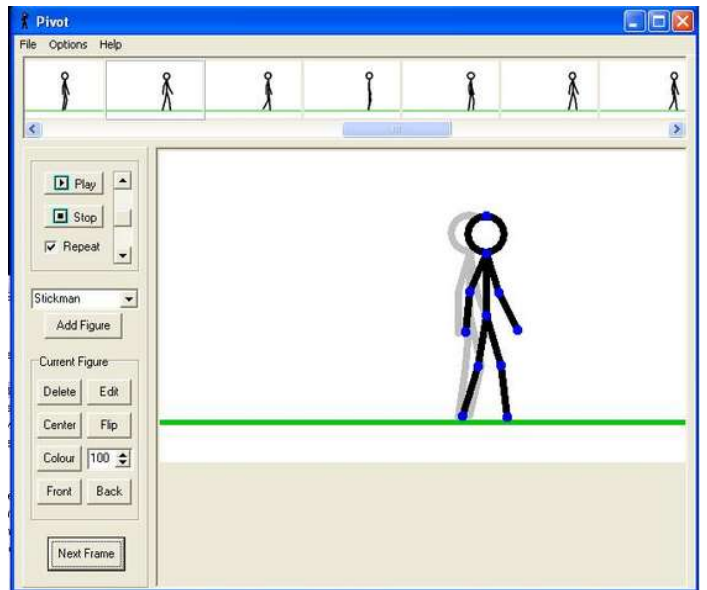 Pivot
File Options Help
Play
Stop
Repeat
Stickman
Add Figure
Current Figure
Delete Edit
Center Flip
Colour 100
Front Back
Next Frame